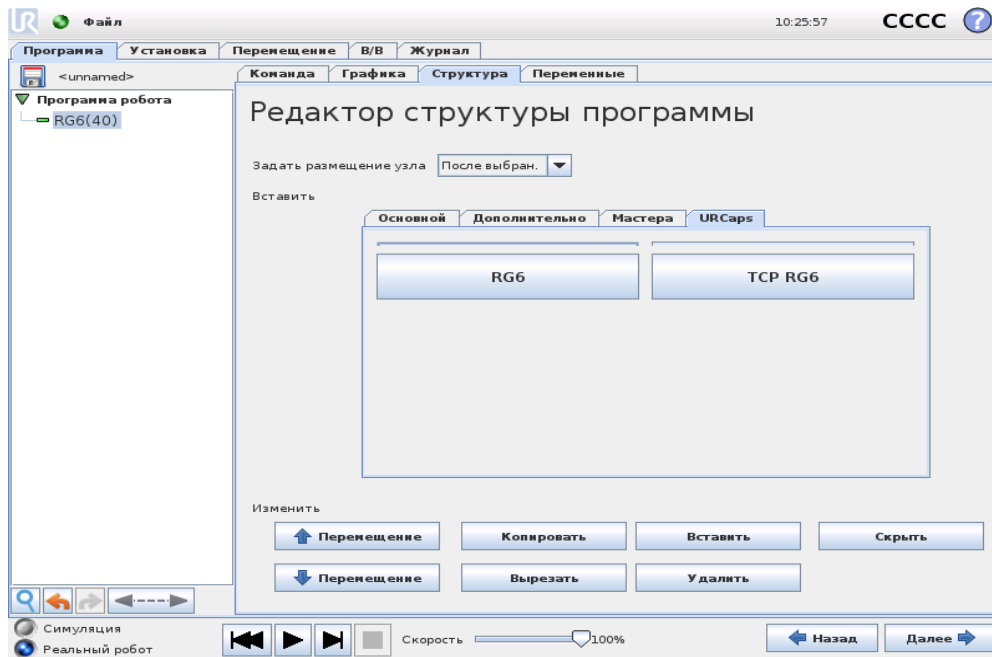 UR Файл 10:25:57 CCCC ?
Программа Установка Перемещение В/В Журнал
<unnamed> Команда Графика Структура Переменные
Программа робота
RG6(40)
Редактор структуры программы
Задать размещение узла После выбран.
Вставить
Основной Дополнительно Мастера URCaps
RG6 TCP RG6
Изменить
Перемещение Копировать Вставить Скрыть
Перемещение Вырезать Удалить
Симуляция
Реальный робот
Скорость 100% Назад Далее